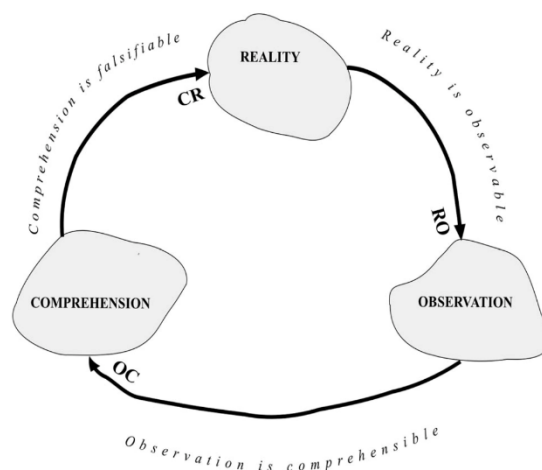 REALITY
Comprehension is falsifiable
Reality is observable
CR
RO
COMPREHENSION
OBSERVATION
OC
Observation is comprehensible